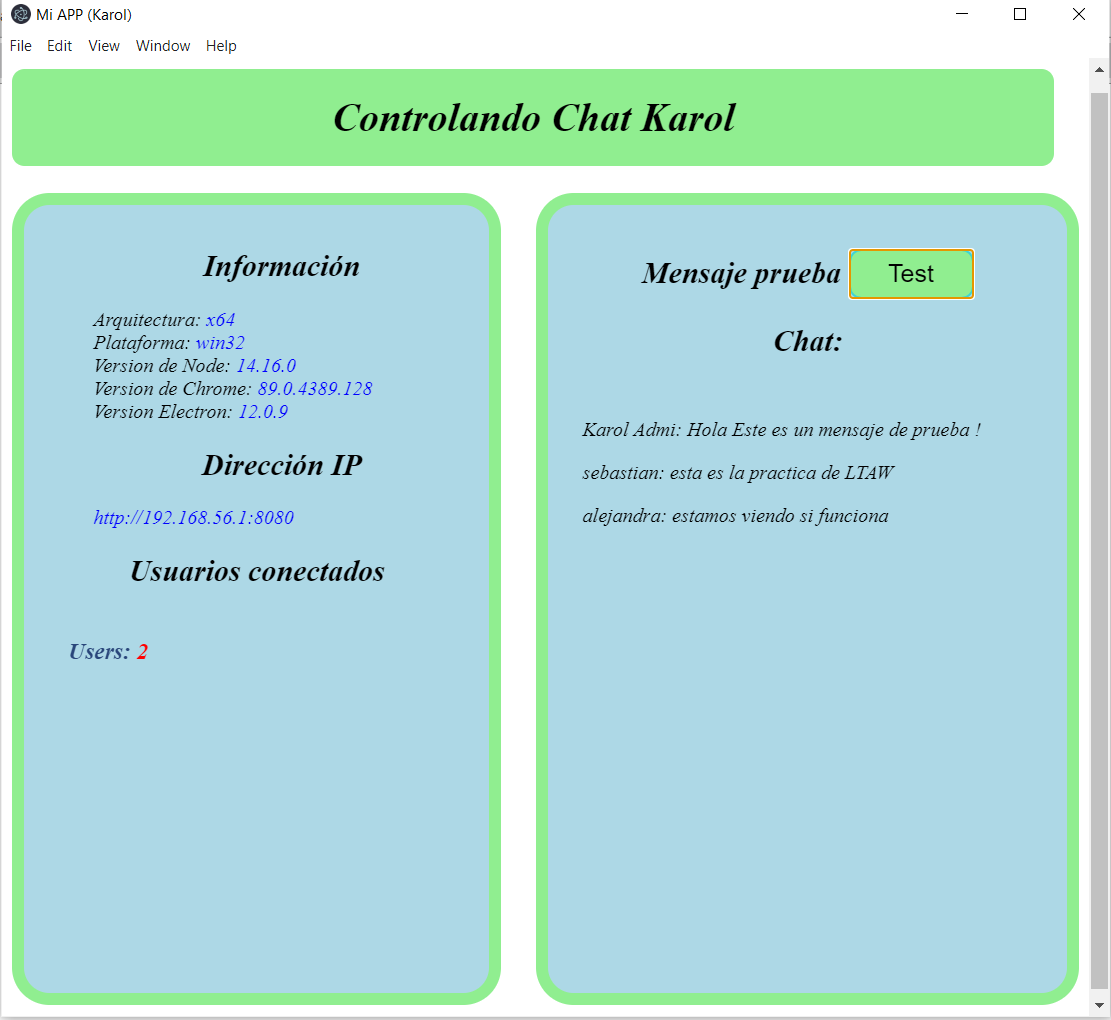 Mi APP (Karol)
File Edit View Window Help
Controlando Chat Karol
Información
Arquitectura: x64
Plataforma: win32
Version de Node: 14.16.0
Version de Chrome: 89.0.4389.128
Version Electron: 12.0.9
Dirección IP
http://192.168.56.1:8080
Usuarios conectados
Users: 2
Mensaje prueba Test
Chat:
Karol Admi: Hola Este es un mensaje de prueba !
sebastian: esta es la practica de LTAW
alejandra: estamos viendo si funciona